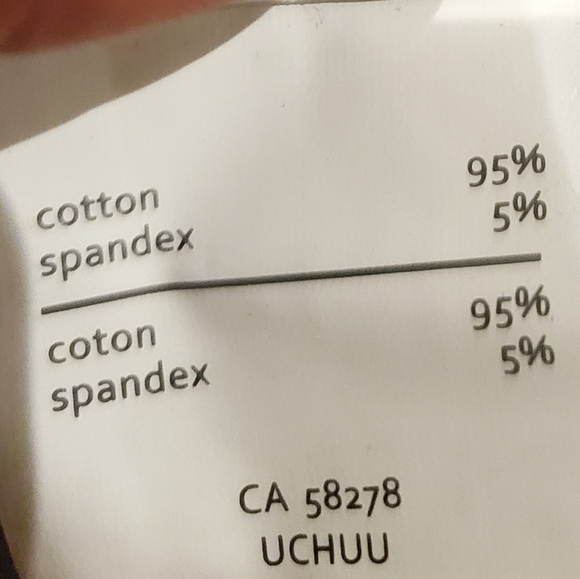 cotton 95%
spandex 5%
coton 95%
spandex 5%
CA 58278
UCHUU